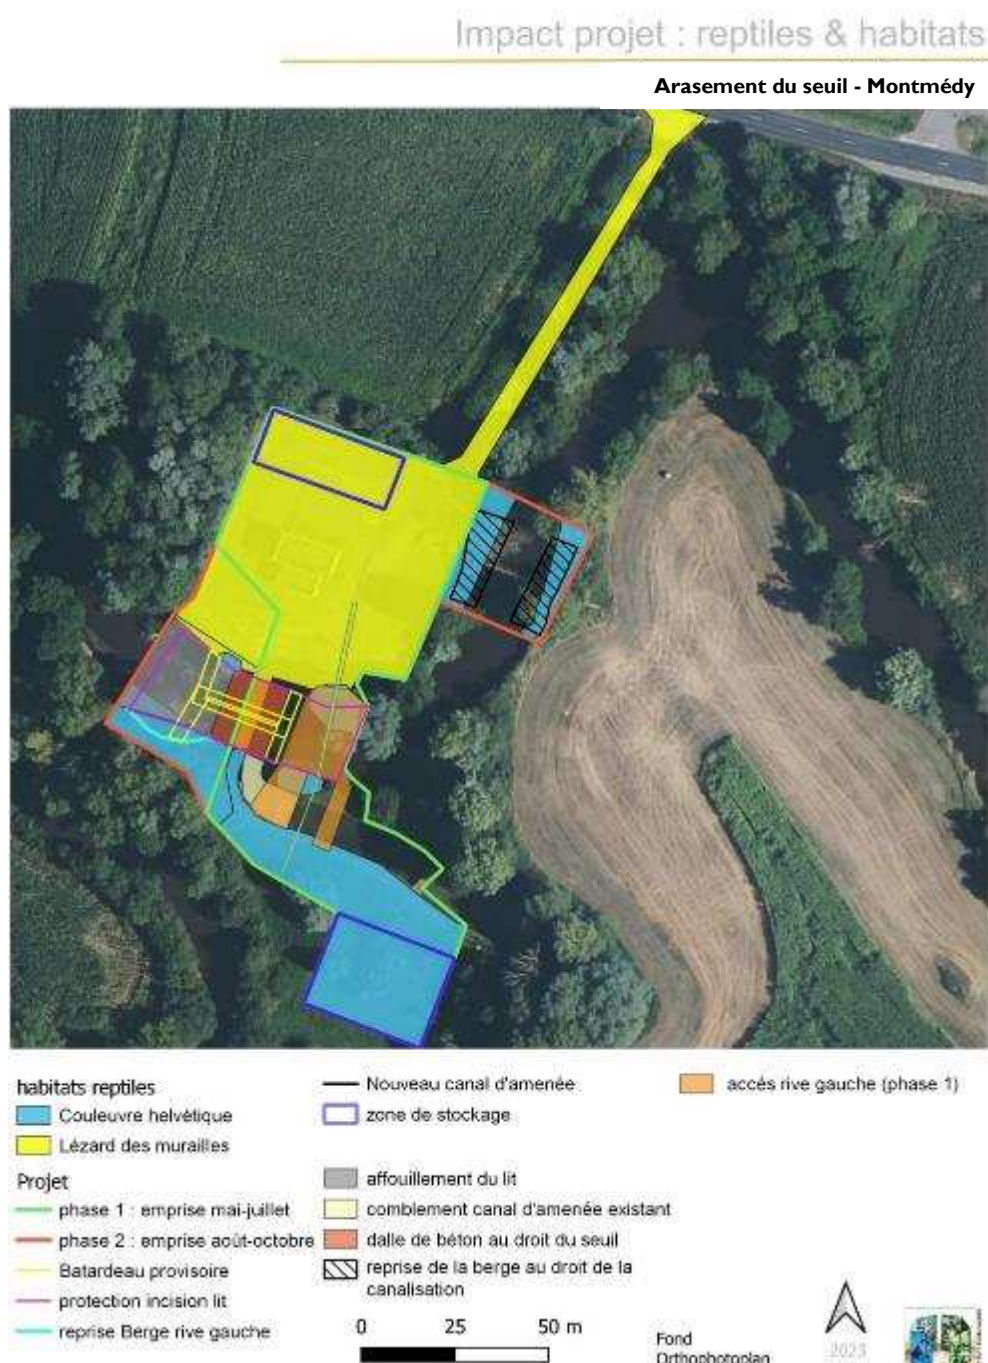 Impact projet : reptiles & habitats
Arasement du seuil - Montmédy
habitats reptiles
Couleuvre helvétique
Lézard des murailles
Projet
phase 1 : emprise mai-juillet
phase 2 : emprise août-octobre
Batardeau provisoire
protection incision lit
reprise Berge rive gauche
Nouveau canal d'amenée
zone de stockage
affouillement du lit
comblement canal d'amenée existant
dalle de béton au droit du seuil
reprise de la berge au droit de la
canalisation
accés rive gauche (phase 1)
0 25 50 m
Fond
Orthophotoplan
2023